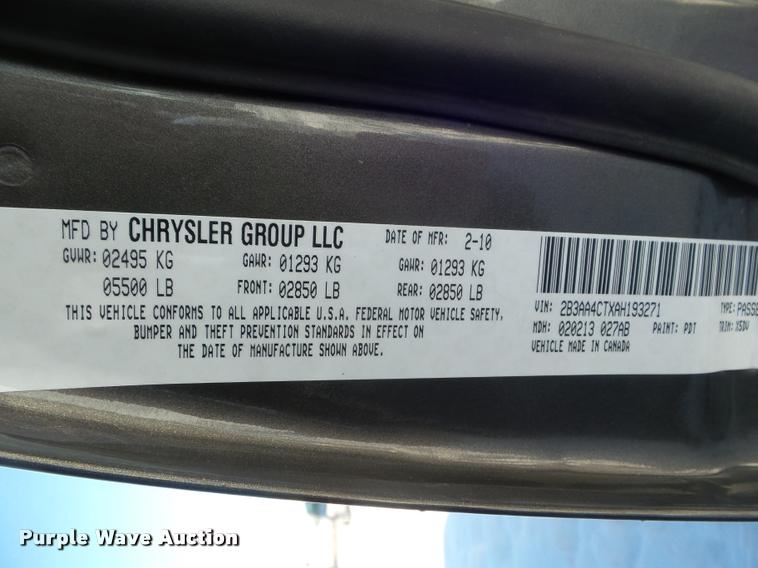 MFD BY CHRYSLER GROUP LLC DATE OF MFR: 2-10
GVWR: 02495 KG GAWR: 01293 KG GAWR: 01293 KG
05500 LB FRONT: 02850 LB REAR: 02850 LB
THIS VEHICLE CONFORMS TO ALL APPLICABLE U.S.A. FEDERAL MOTOR VEHICLE SAFETY,
BUMPER AND THEFT PREVENTION STANDARDS IN EFFECT ON
THE DATE OF MANUFACTURE SHOWN ABOVE.
VIN: 2B3AA4CTXAH193271 TYPE: PASSE
MDH: 020213 027AB PAINT: PDT TRIM: X5DV
VEHICLE MADE IN CANADA
Purple Wave Auction